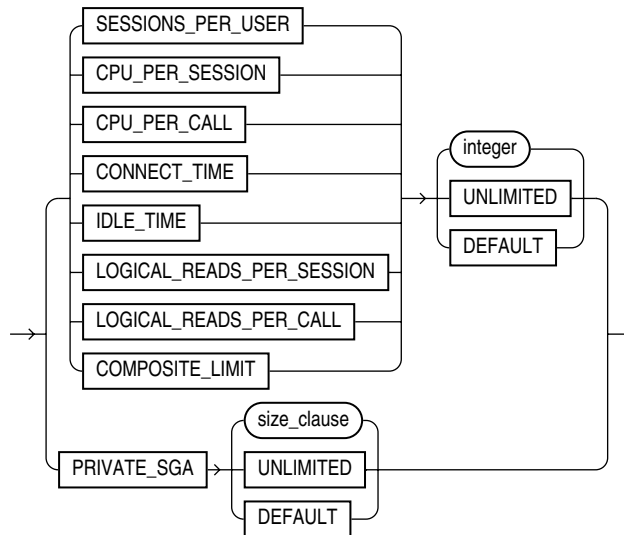 SESSIONS_PER_USER
CPU_PER_SESSION
CPU_PER_CALL
CONNECT_TIME
IDLE_TIME
LOGICAL_READS_PER_SESSION
LOGICAL_READS_PER_CALL
COMPOSITE_LIMIT
integer
UNLIMITED
DEFAULT
PRIVATE_SGA
size_clause
UNLIMITED
DEFAULT